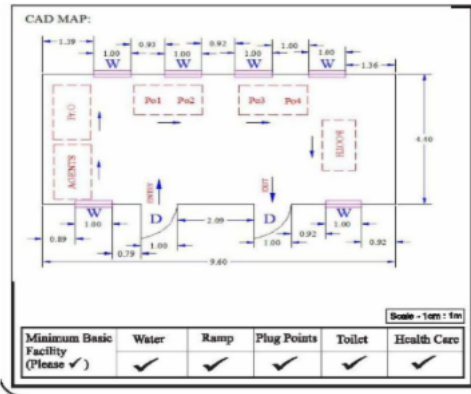 CAD MAP:
1.39 0.93 0.92 1.00
1.00 1.00 1.00 1.00
W W W W
1.36
Po1 Po2 Po3 Po4
PrO
BOOTH
4.40
AGENTS
ENTRY
EXIT
W D D W
1.00 2.09 1.00
0.89 1.00 1.00 0.92 0.92
0.79
9.60
Scale - 1cm : 1m
Minimum Basic Facility (Please ✓) Water Ramp Plug Points Toilet Health Care
✓ ✓ ✓ ✓ ✓